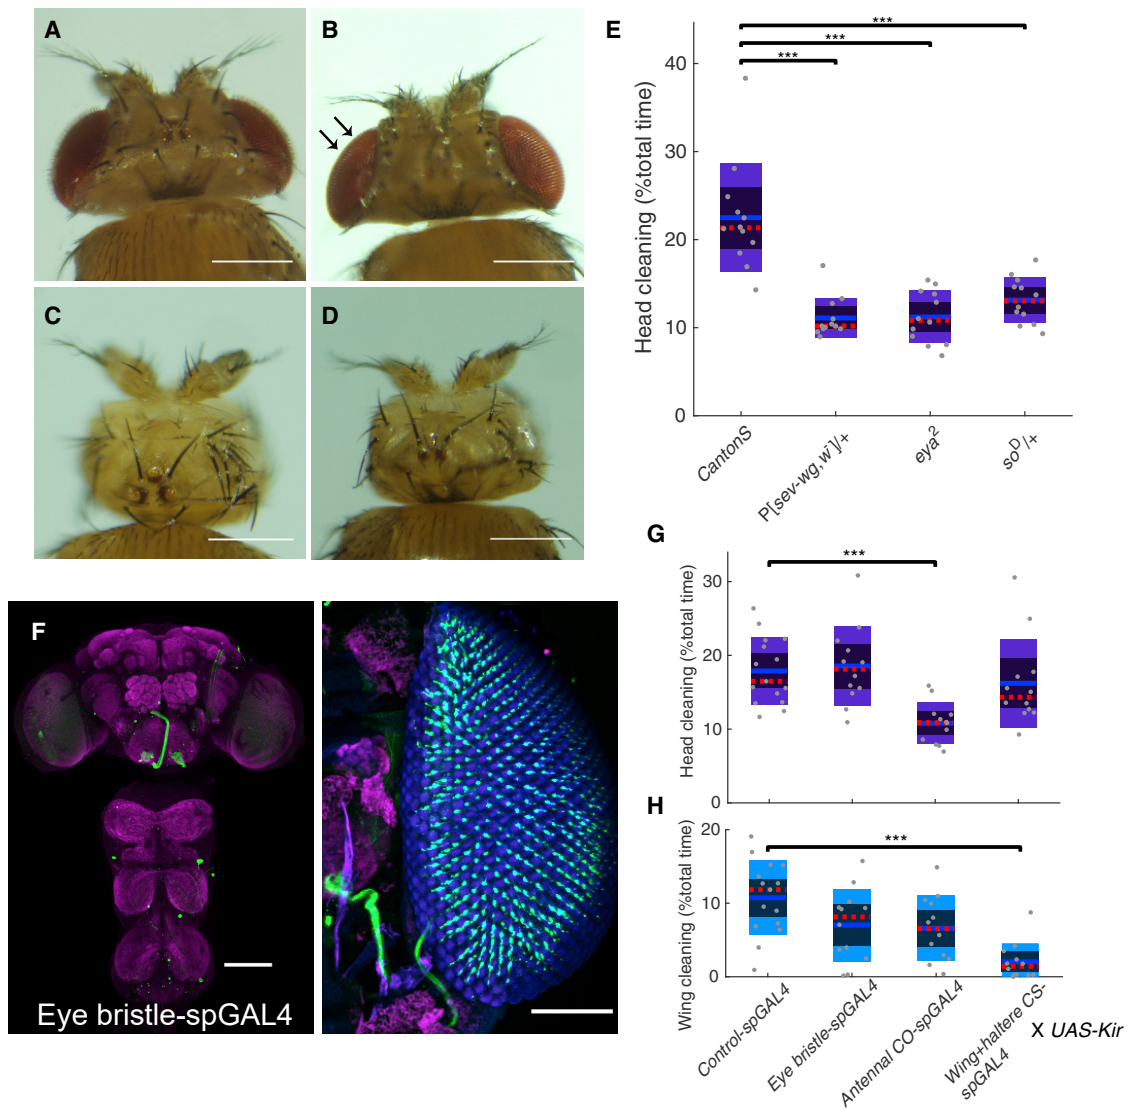 A
B
C
D
E
Head cleaning (%total time)
40
30
20
10
0
***
***
***
CantonS
P[sev-wg,w⁻]/+
eya²
soᴰ/+
F
Eye bristle-spGAL4
G
Head cleaning (%total time)
30
20
10
0
***
H
Wing cleaning (%total time)
20
10
0
***
Control-spGAL4
Eye bristle-spGAL4
Antennal CO-spGAL4
Wing+haltere CS-
spGAL4
X UAS-Kir